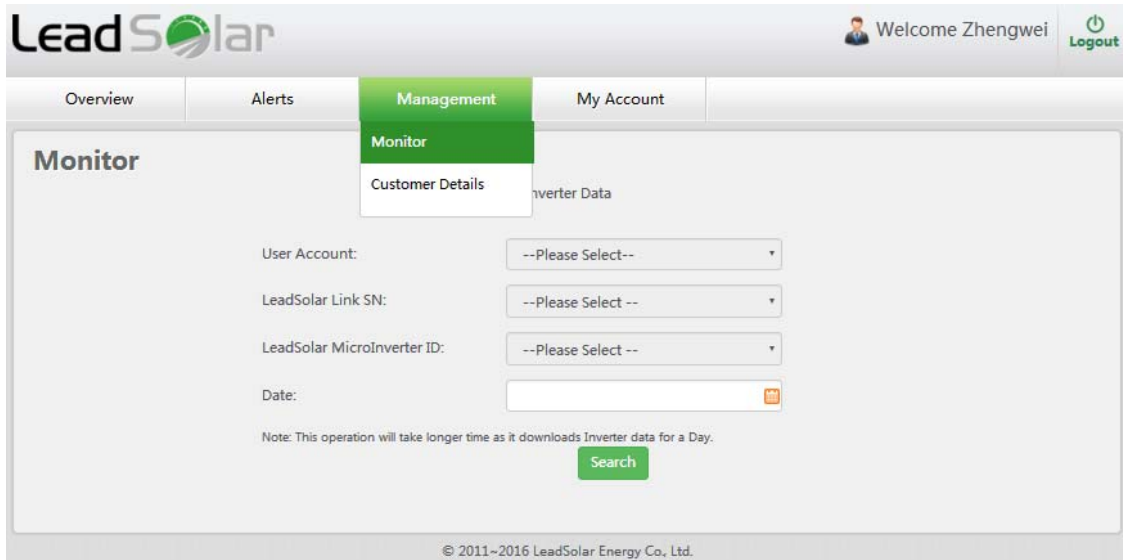 LEadSolar
Welcome Zhengwei
Logout
Overview
Alerts
Management
My Account
Monitor
Customer Details
Monitor
nverter Data
User Account:
--Please Select--
LeadSolar Link SN:
--Please Select --
LeadSolar MicroInverter ID:
--Please Select --
Date:
Note: This operation will take longer time as it downloads Inverter data for a Day.
Search
© 2011~2016 LeadSolar Energy Co., Ltd.